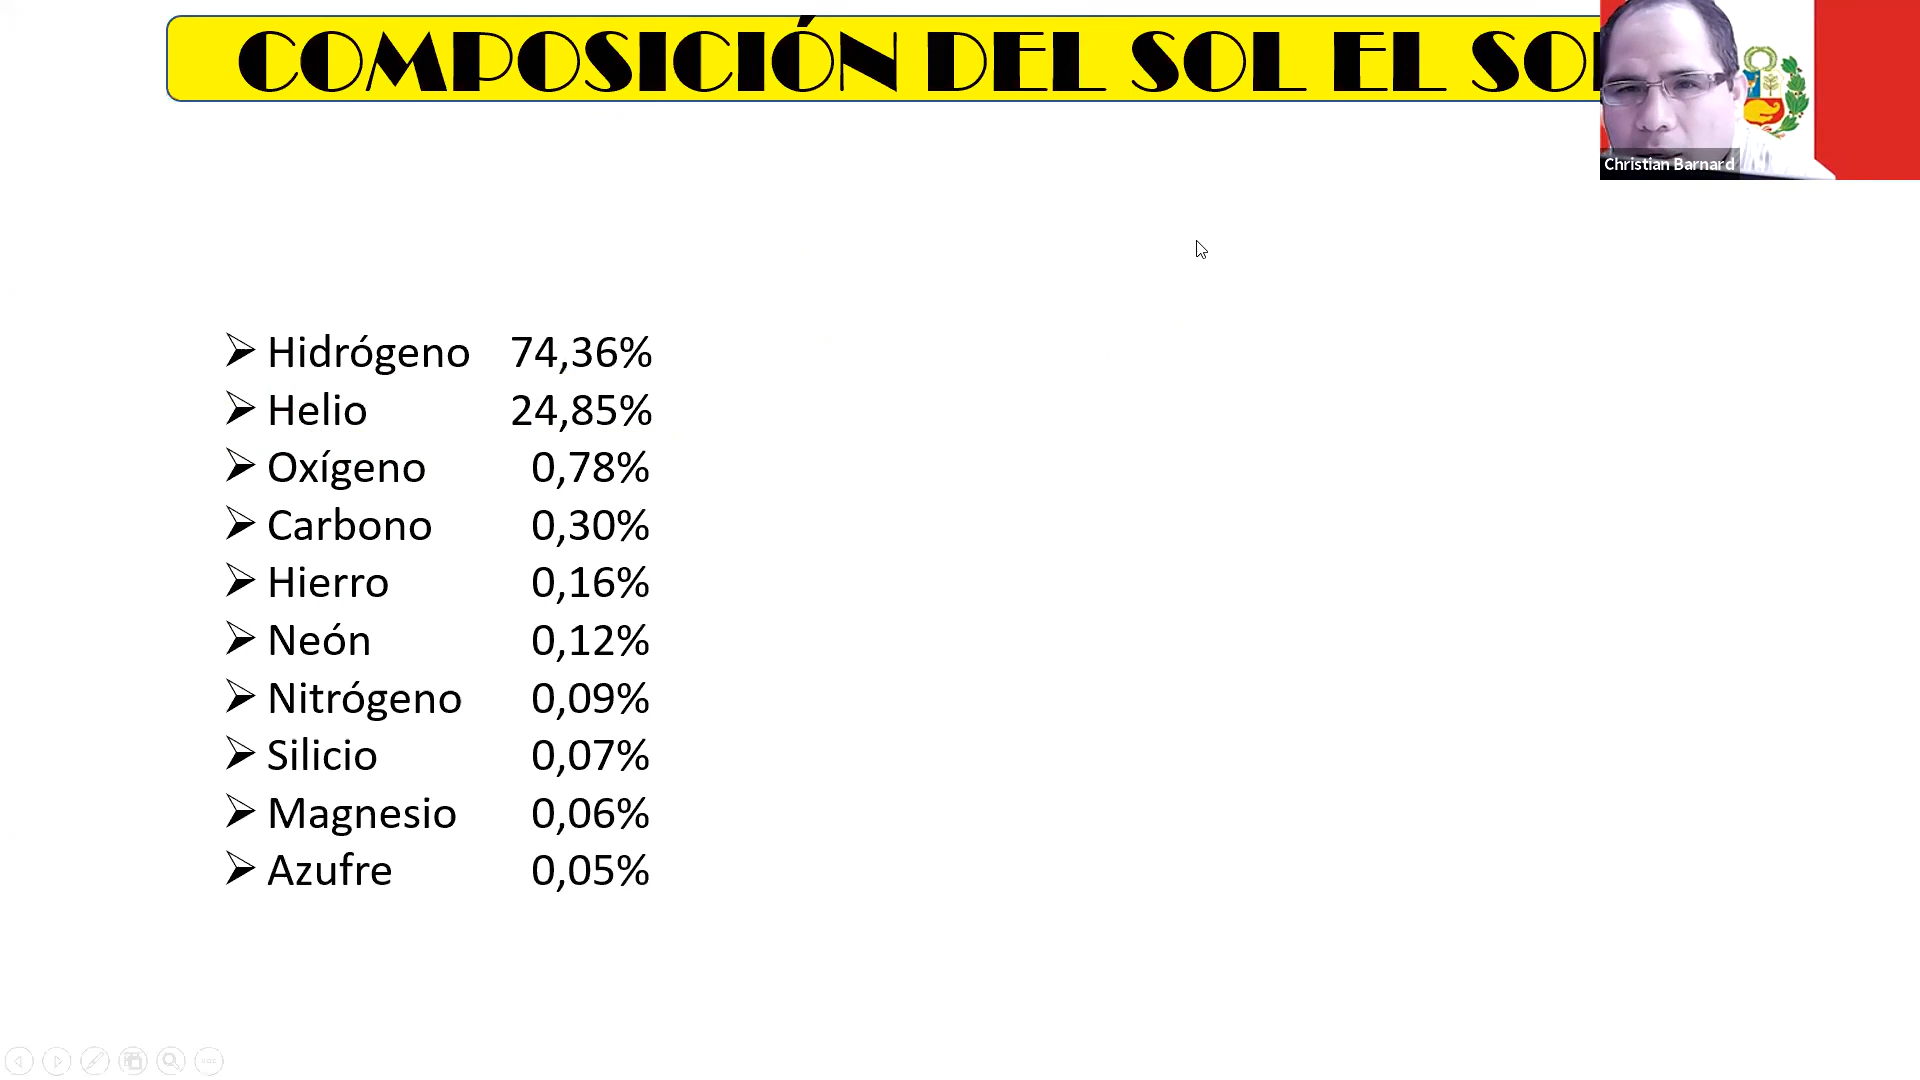 COMPOSICIÓN DEL SOL EL SOL
Christian Barnard
Hidrógeno 74,36%
Helio 24,85%
Oxígeno 0,78%
Carbono 0,30%
Hierro 0,16%
Neón 0,12%
Nitrógeno 0,09%
Silicio 0,07%
Magnesio 0,06%
Azufre 0,05%